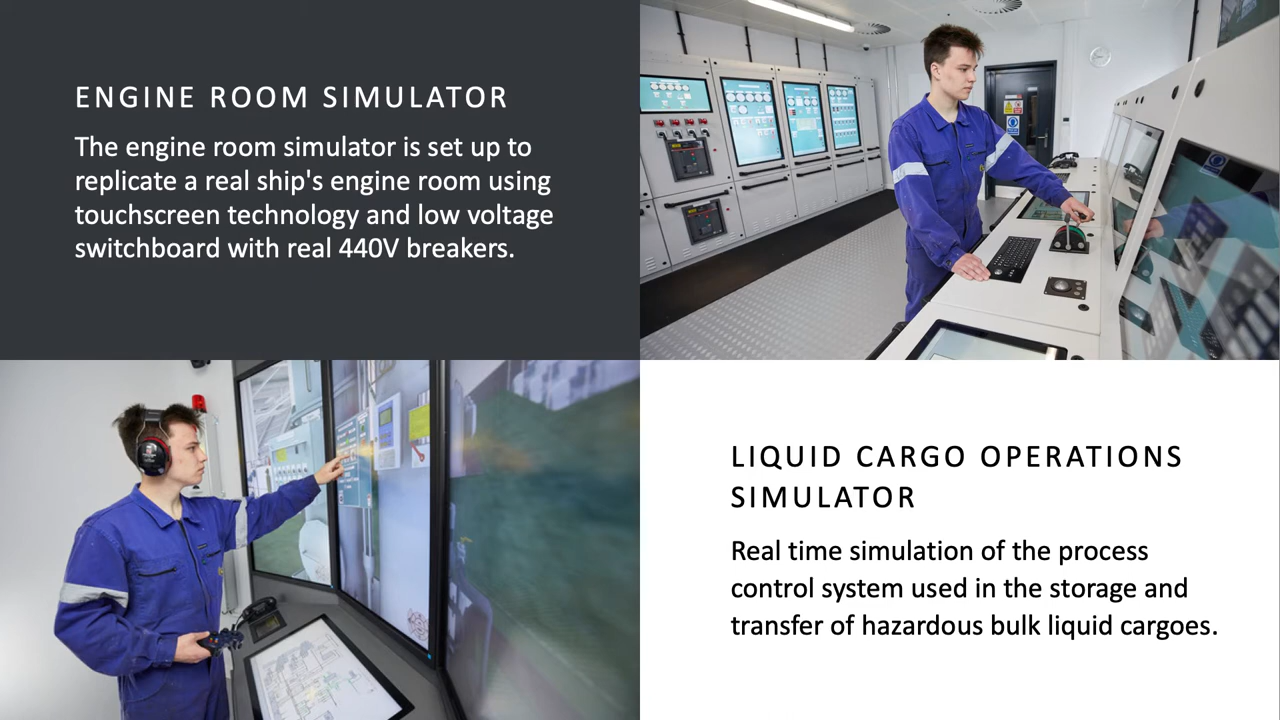 ENGINE ROOM SIMULATOR
The engine room simulator is set up to
replicate a real ship's engine room using
touchscreen technology and low voltage
switchboard with real 440V breakers.
LIQUID CARGO OPERATIONS
SIMULATOR
Real time simulation of the process
control system used in the storage and
transfer of hazardous bulk liquid cargoes.